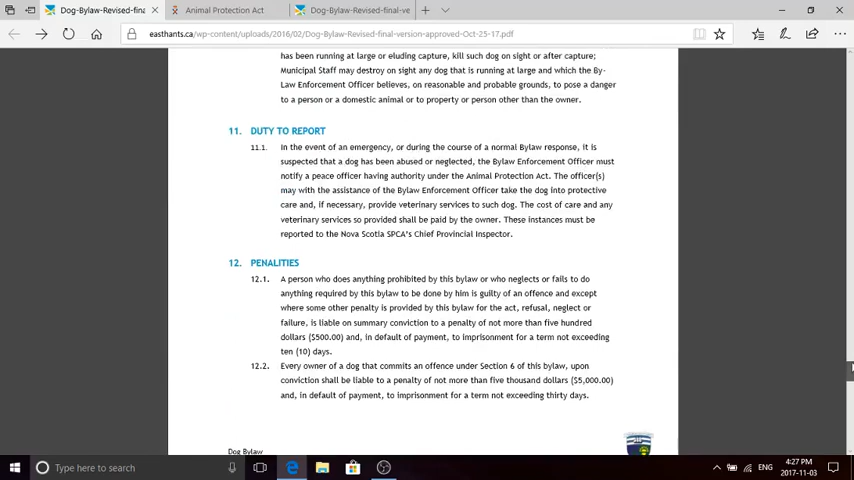 Dog-Bylaw-Revised-final-
Animal Protection Act
Dog-Bylaw-Revised-final-ve
easthants.ca/wp-content/uploads/2016/02/Dog-Bylaw-Revised-final-version-approved-Oct-25-17.pdf
has been running at large or eluding capture, kill such dog on sight or after capture;
Municipal Staff may destroy on sight any dog that is running at large and which the By-
Law Enforcement Officer believes, on reasonable and probable grounds, to pose a danger
to a person or a domestic animal or to property or person other than the owner.
11. DUTY TO REPORT
11.1. In the event of an emergency, or during the course of a normal Bylaw response, it is
suspected that a dog has been abused or neglected, the Bylaw Enforcement Officer must
notify a peace officer having authority under the Animal Protection Act. The officer(s)
may with the assistance of the Bylaw Enforcement Officer take the dog into protective
care and, if necessary, provide veterinary services to such dog. The cost of care and any
veterinary services so provided shall be paid by the owner. These instances must be
reported to the Nova Scotia SPCA's Chief Provincial Inspector.
12. PENALITIES
12.1. A person who does anything prohibited by this bylaw or who neglects or fails to do
anything required by this bylaw to be done by him is guilty of an offence and except
where some other penalty is provided by this bylaw for the act, refusal, neglect or
failure, is liable on summary conviction to a penalty of not more than five hundred
dollars ($500.00) and, in default of payment, to imprisonment for a term not exceeding
ten (10) days.
12.2. Every owner of a dog that commits an offence under Section 6 of this bylaw, upon
conviction shall be liable to a penalty of not more than five thousand dollars ($5,000.00)
and, in default of payment, to imprisonment for a term not exceeding thirty days.
Dog Bylaw
Type here to search
ENG
4:27 PM
2017-11-03